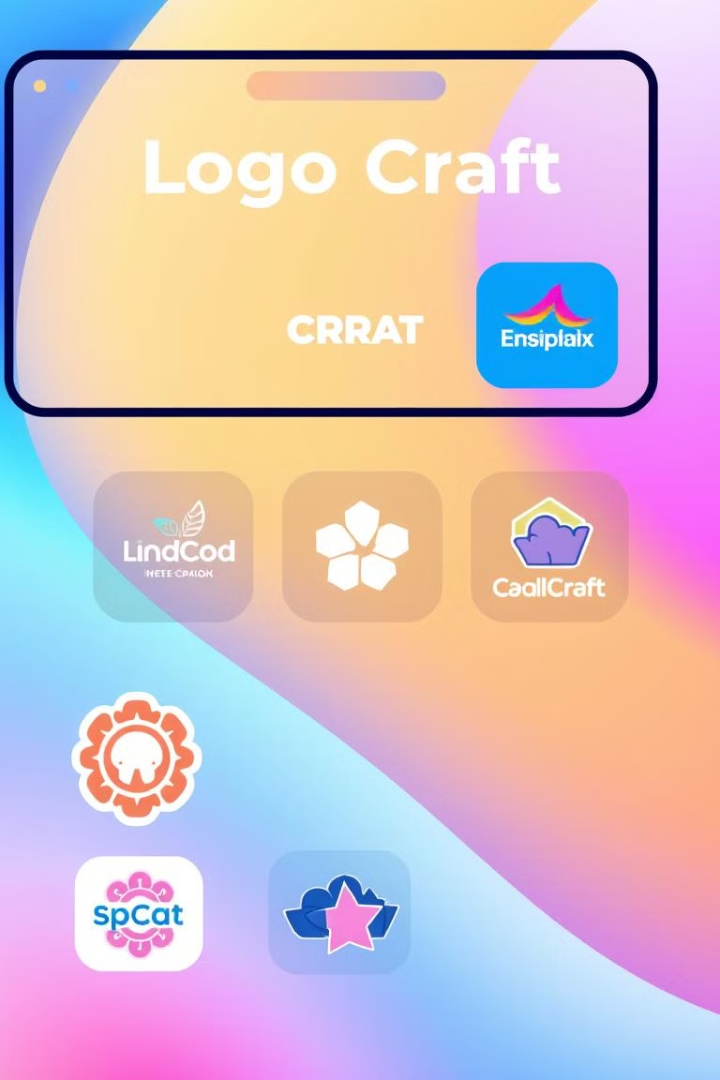 Logo Craft
CRRAT
Ensiplaix
LindCod
CaallCraft
spCat